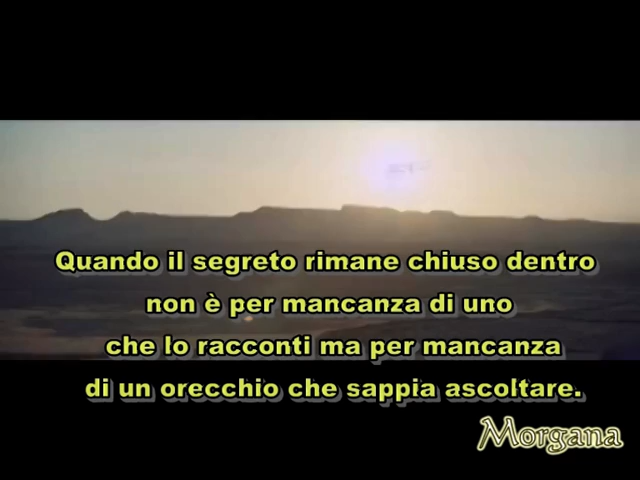 Quando il segreto rimane chiuso dentro
non è per mancanza di uno
che lo racconti ma per mancanza
di un orecchio che sappia ascoltare.
Morgana